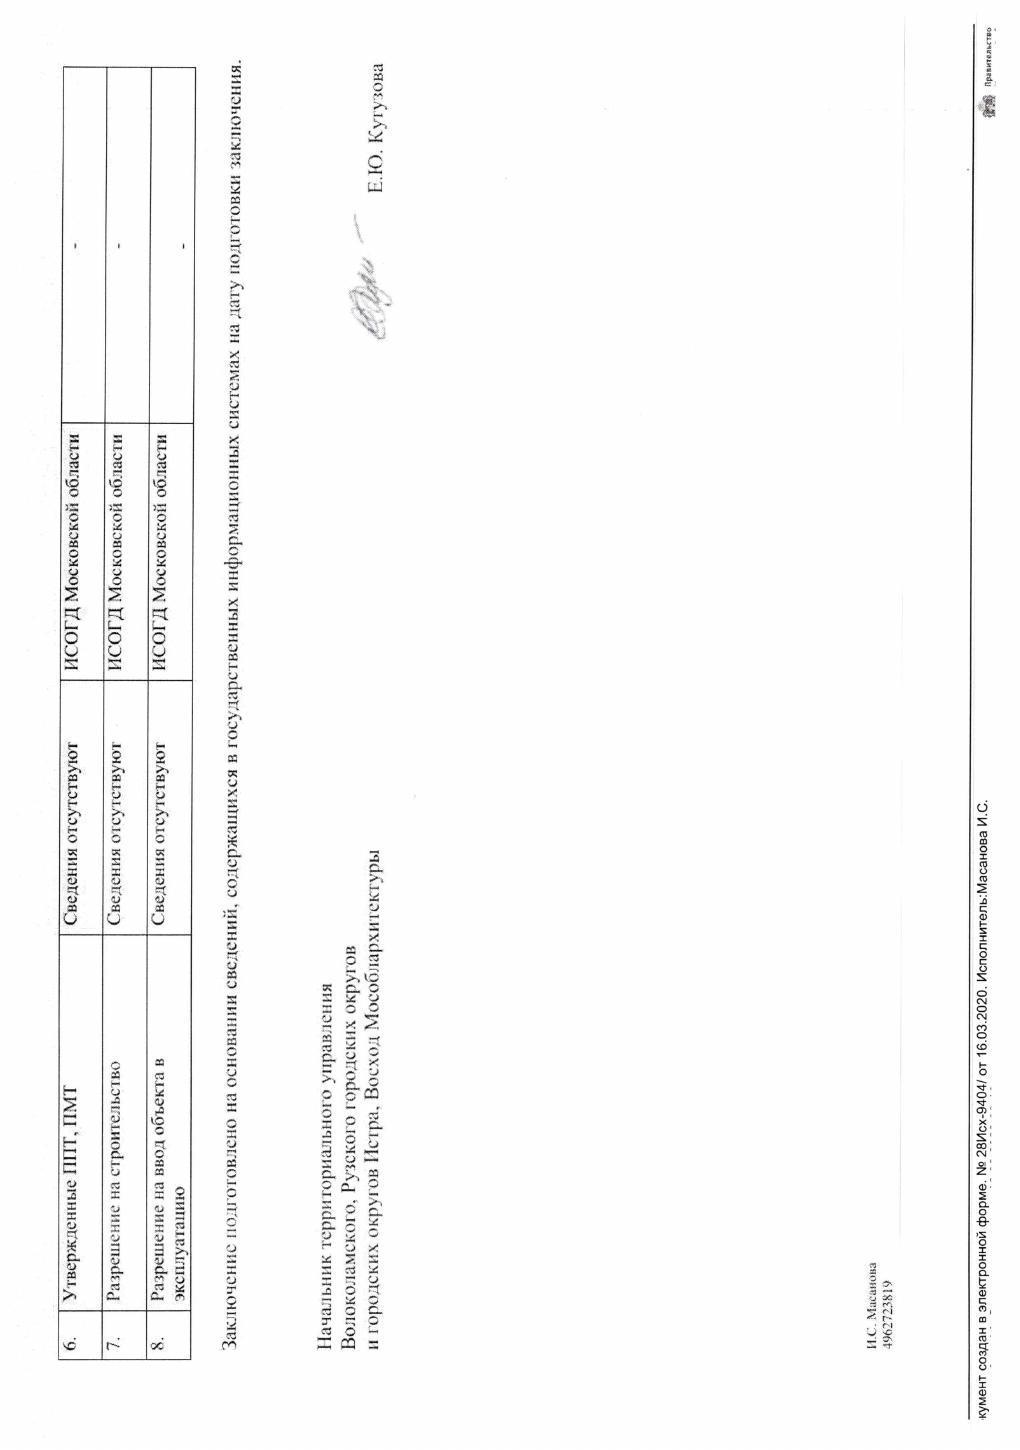 6. Утвержденные ППТ, ПМТ Сведения отсутствуют ИСОГД Московской области -
7. Разрешение на строительство Сведения отсутствуют ИСОГД Московской области -
8. Разрешение на ввод объекта в Сведения отсутствуют ИСОГД Московской области -
эксплуатацию
Заключение подготовлено на основании сведений, содержащихся в государственных информационных системах на дату подготовки заключения.
Начальник территориального управления
Волоколамского, Рузского городских округов
и городских округов Истра, Восход Мособлархитектуры Е.Ю. Кутузова
И.С. Масанова
4962723819
кумент создан в электронной форме. № 28Исх-9404/ от 16.03.2020. Исполнитель:Масанова И.С.
Правительство